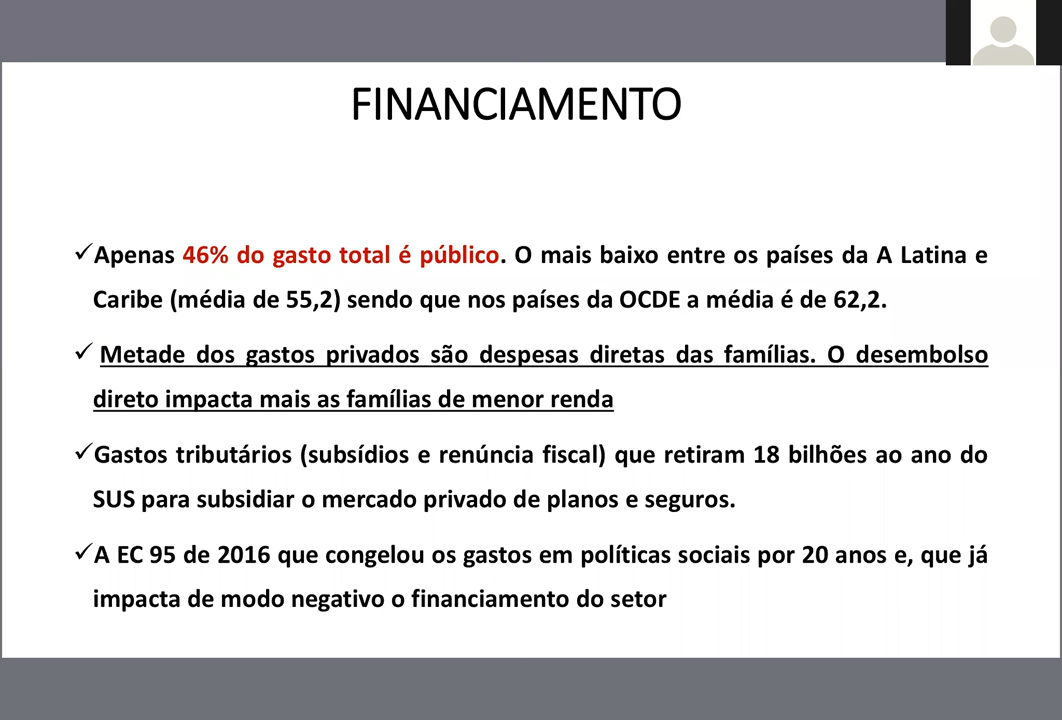 FINANCIAMENTO
✓Apenas 46% do gasto total é público. O mais baixo entre os países da A Latina e
Caribe (média de 55,2) sendo que nos países da OCDE a média é de 62,2.
✓ Metade dos gastos privados são despesas diretas das famílias. O desembolso
direto impacta mais as famílias de menor renda
✓Gastos tributários (subsídios e renúncia fiscal) que retiram 18 bilhões ao ano do
SUS para subsidiar o mercado privado de planos e seguros.
✓A EC 95 de 2016 que congelou os gastos em políticas sociais por 20 anos e, que já
impacta de modo negativo o financiamento do setor